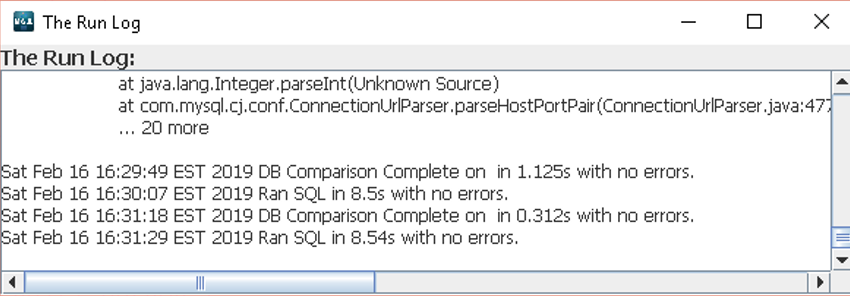 The Run Log
The Run Log:
at java.lang.Integer.parseInt(Unknown Source)
at com.mysql.cj.conf.ConnectionUrlParser.parseHostPortPair(ConnectionUrlParser.java:477
... 20 more
Sat Feb 16 16:29:49 EST 2019 DB Comparison Complete on  in 1.125s with no errors.
Sat Feb 16 16:30:07 EST 2019 Ran SQL in 8.5s with no errors.
Sat Feb 16 16:31:18 EST 2019 DB Comparison Complete on  in 0.312s with no errors.
Sat Feb 16 16:31:29 EST 2019 Ran SQL in 8.54s with no errors.